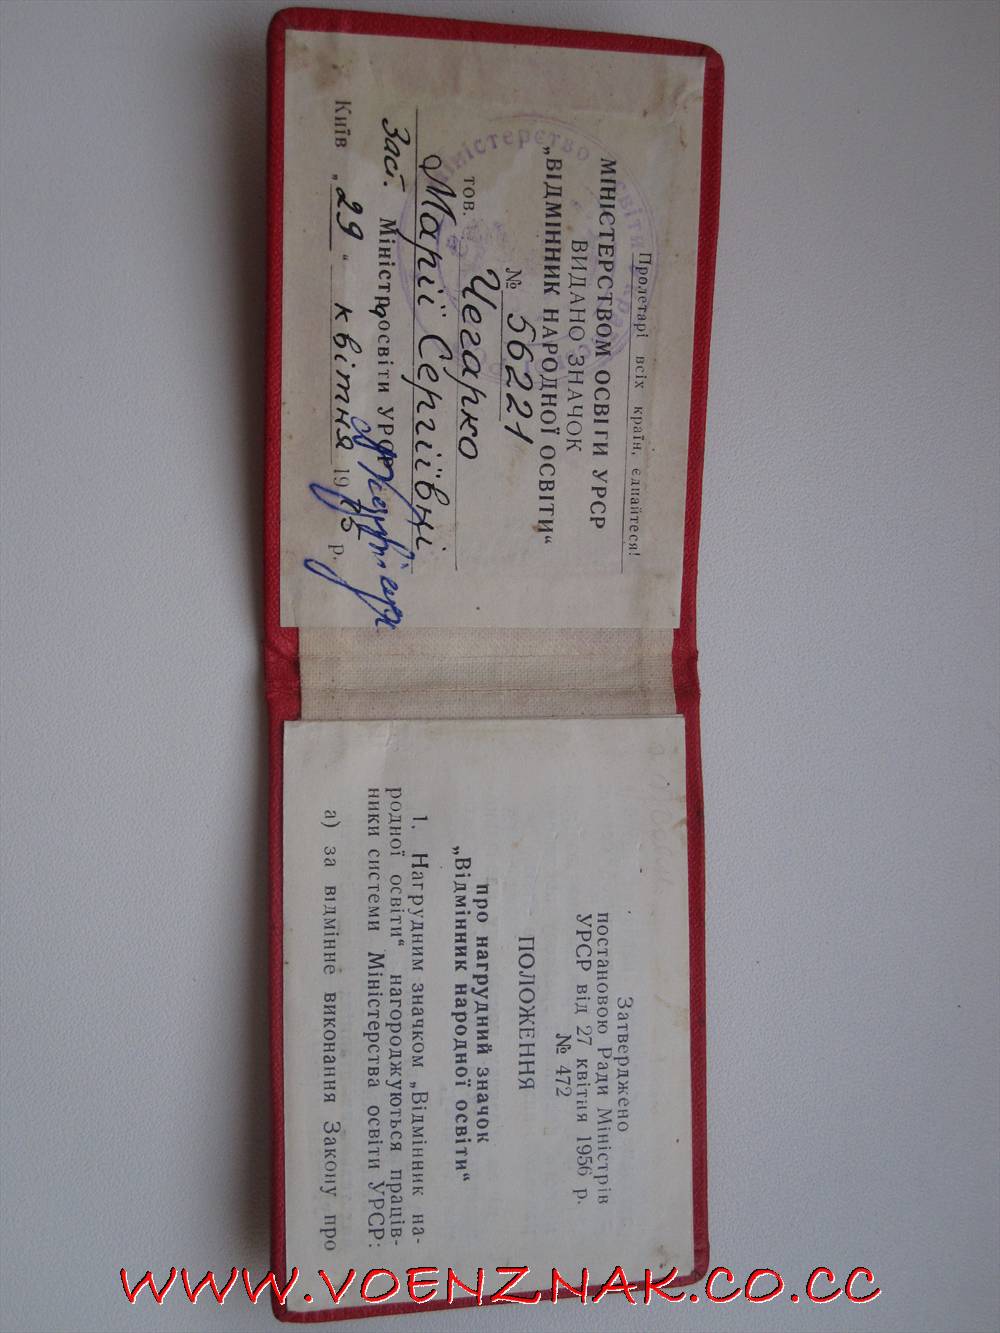 Пролетарі всіх країн, єднайтеся!
МІНІСТЕРСТВОМ ОСВІТИ УРСР
ВИДАНО ЗНАЧОК
„ВІДМІННИК НАРОДНОЇ ОСВІТИ“
№ 56221
тов. Чегарко
Марії Сергіївні
Заст. Міністр освіти УРСР
Київ „29“ квітня 19 р.
Затверджено
постановою Ради Міністрів
УРСР від 27 квітня 1956 р.
№ 472
ПОЛОЖЕННЯ
про нагрудний значок
„Відмінник народної освіти“
1. Нагрудним значком „Відмінник на-
родної освіти“ нагороджуються праців-
ники системи Міністерства освіти УРСР:
а) за відмінне виконання Закону про
WWW.VOENZNAK.CO.CC